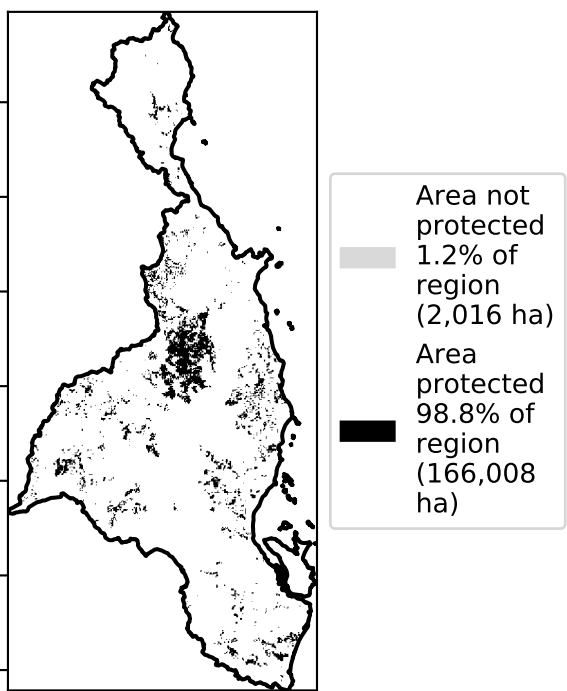 Area not
protected
1.2% of
region
(2,016 ha)
Area
protected
98.8% of
region
(166,008
ha)